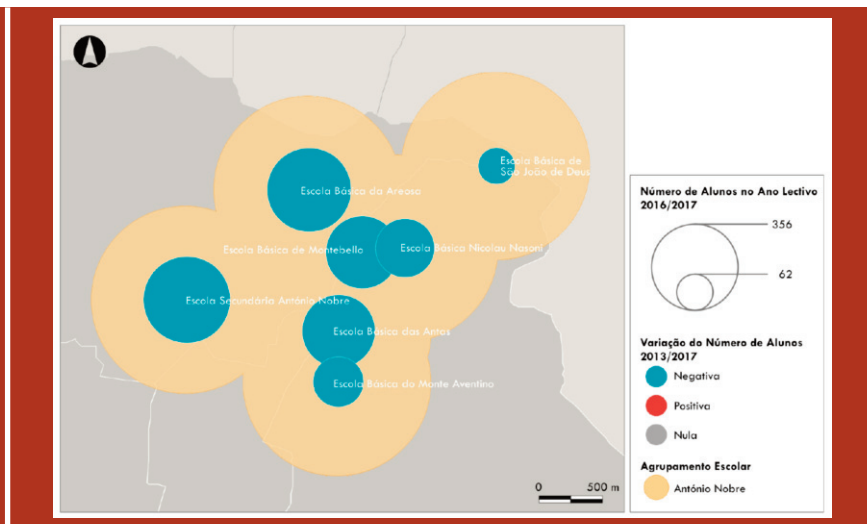 Escola Básica de
São João de Deus
Escola Básica da Areosa
Escola Básica de Montebello
Escola Básica Nicolau Nasoni
Escola Secundária António Nobre
Escola Básica das Antas
Escola Básica do Monte Aventino
0 500 m
Número de Alunos no Ano Lectivo
2016/2017
356
62
Variação do Número de Alunos
2013/2017
Negativa
Positiva
Nula
Agrupamento Escolar
António Nobre